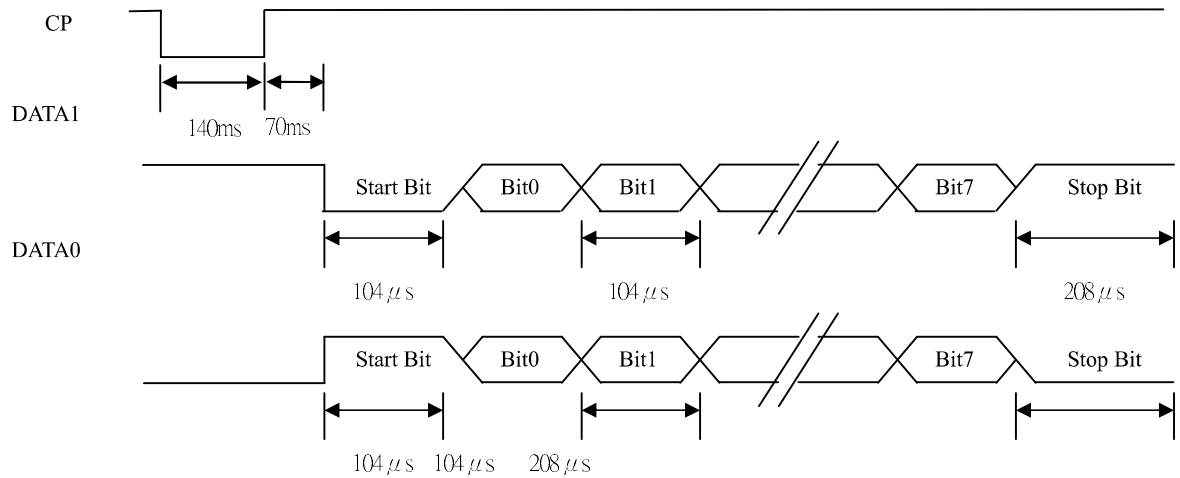 CP
DATA1
140ms 70ms
Start Bit Bit0 Bit1 Bit7 Stop Bit
DATA0
104μs 104μs 208μs
Start Bit Bit0 Bit1 Bit7 Stop Bit
104μs 104μs 208μs